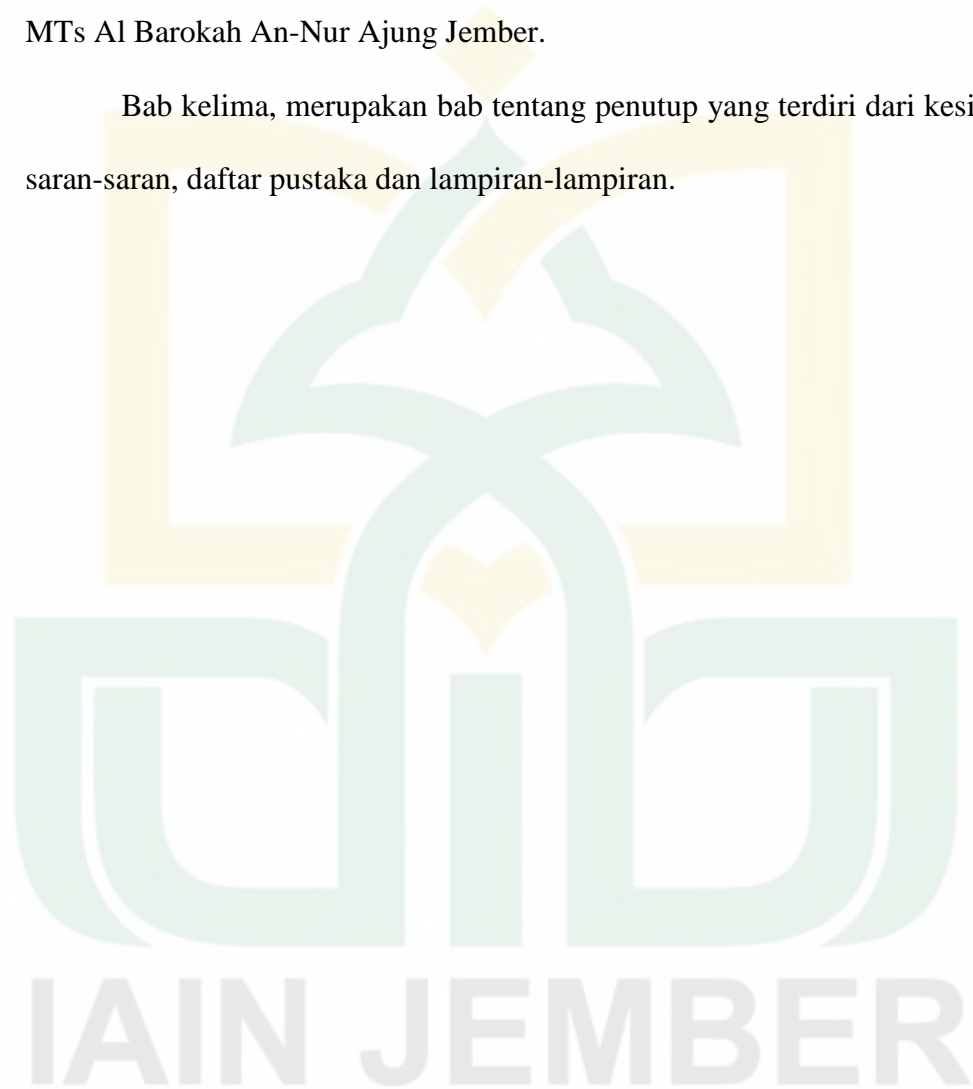 MTs Al Barokah An-Nur Ajung Jember.
Bab kelima, merupakan bab tentang penutup yang terdiri dari
saran-saran, daftar pustaka dan lampiran-lampiran.
IAIN JEMBER